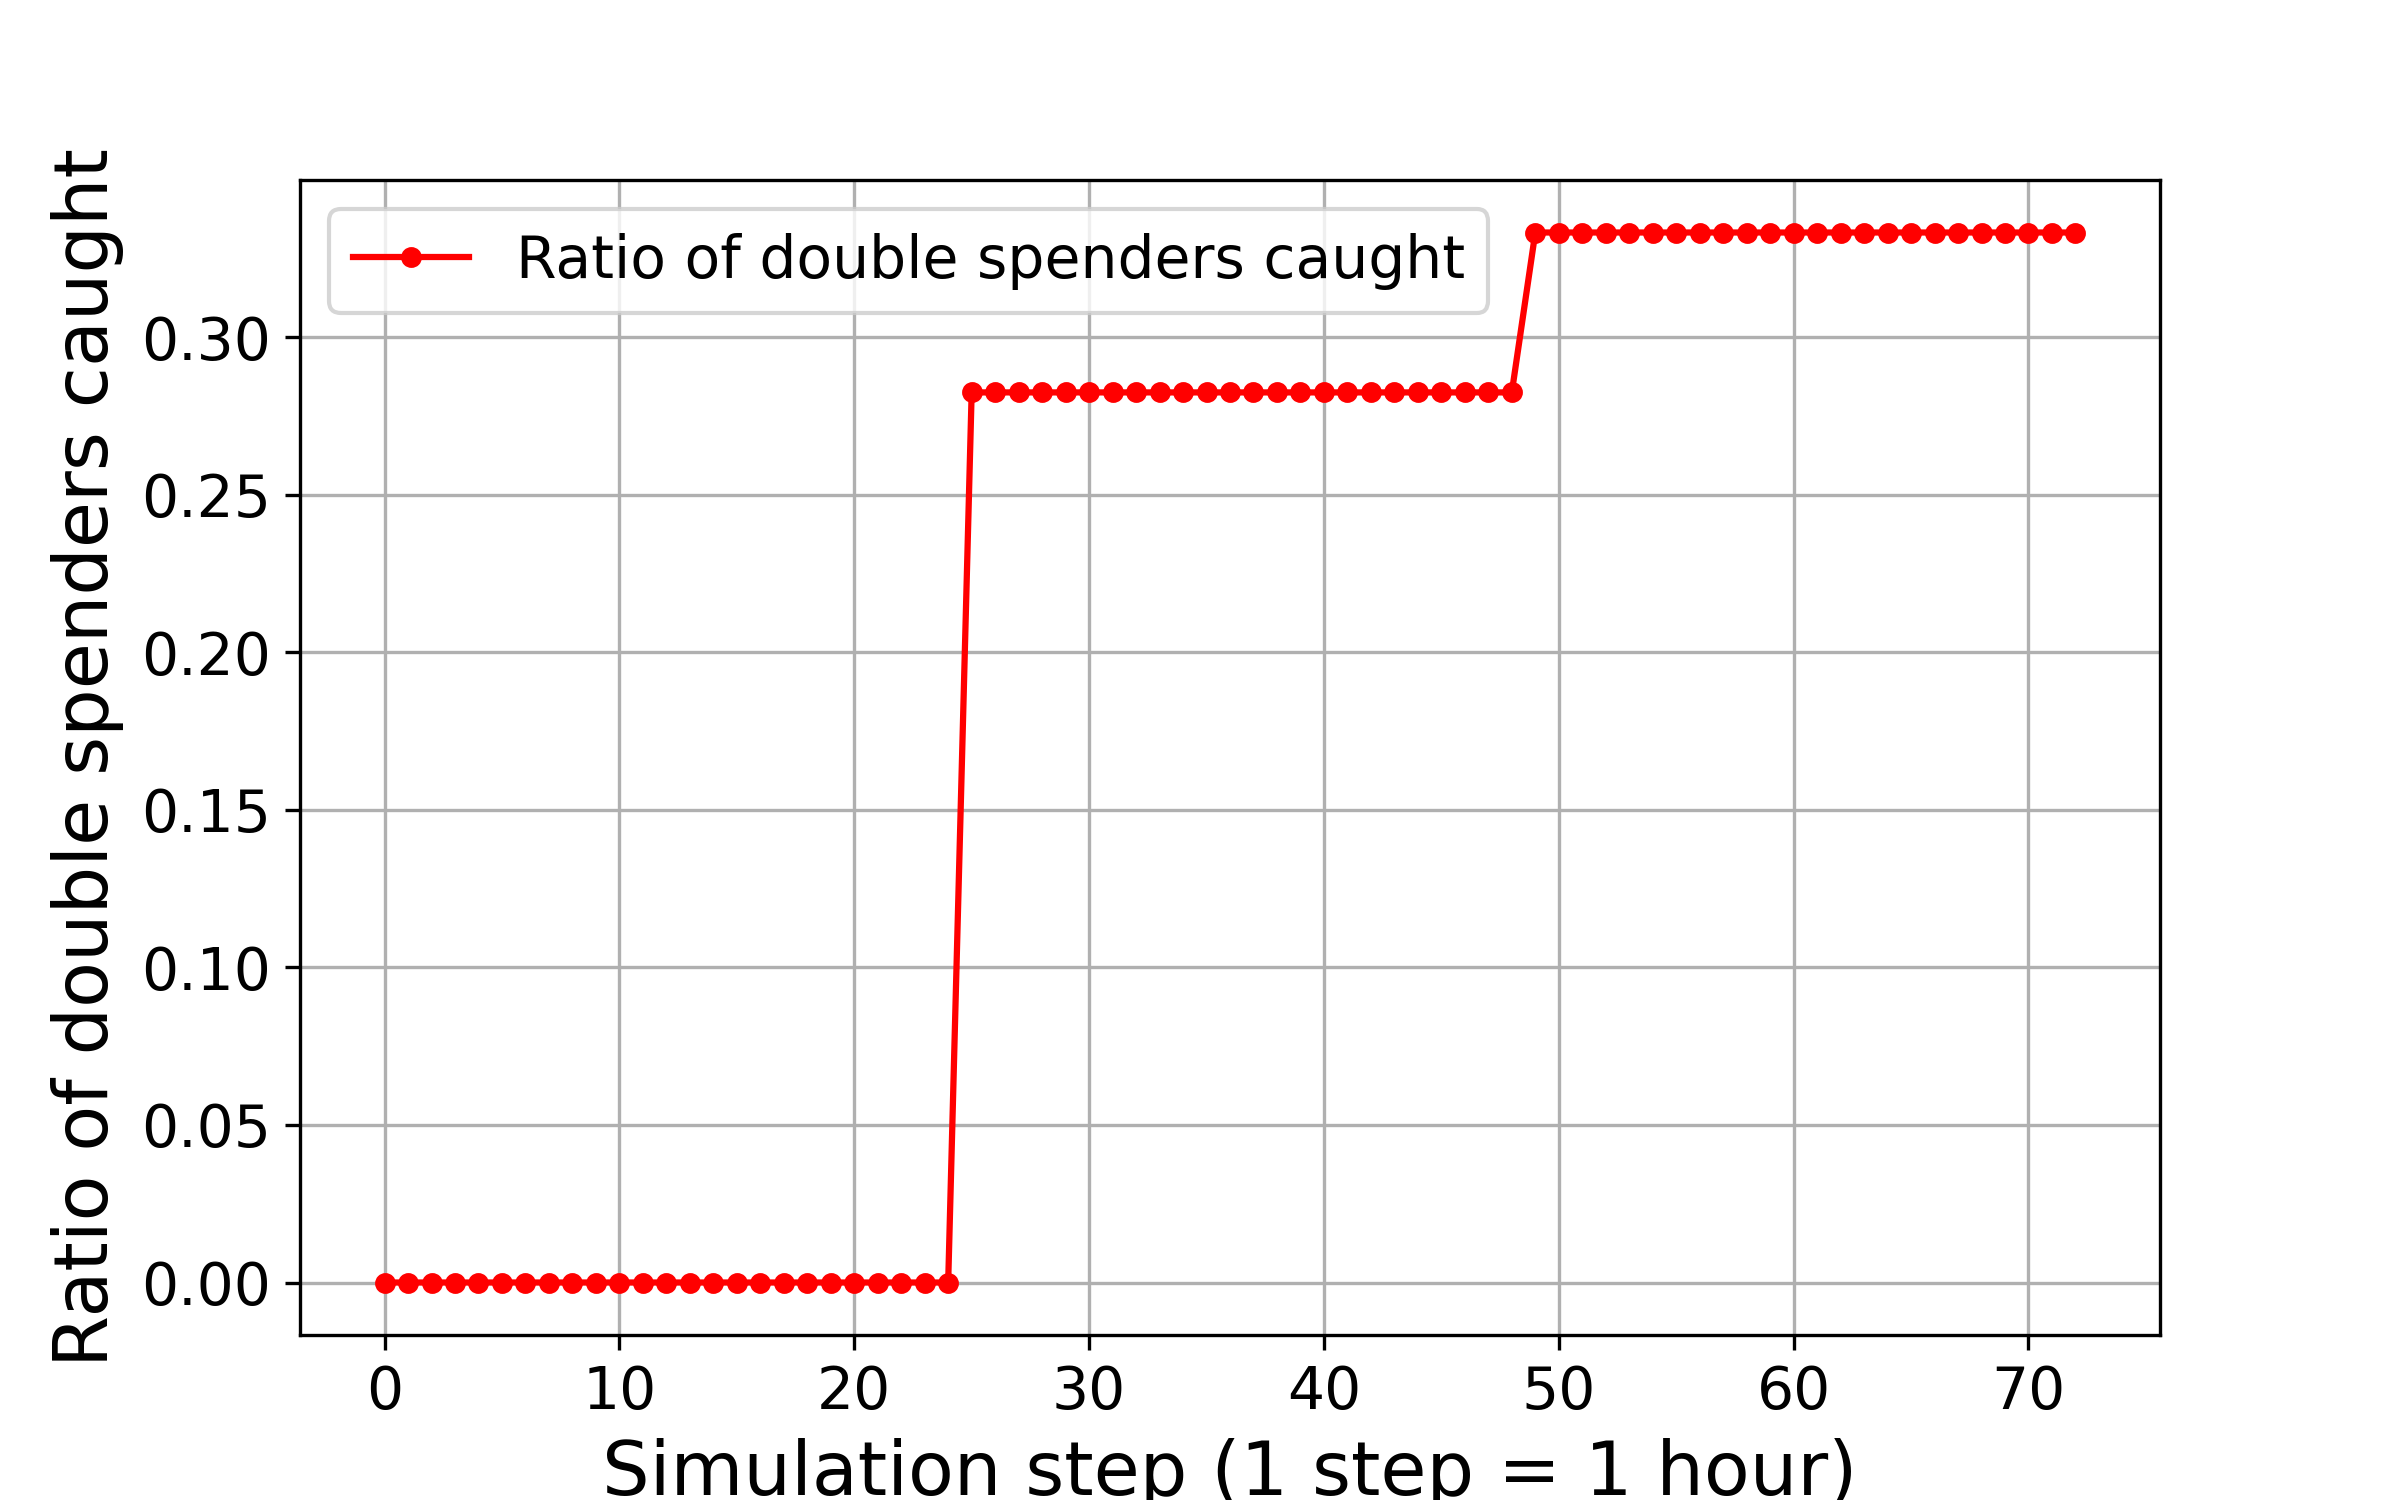 Ratio of double spenders caught
Ratio of double spenders caught
0.30
0.25
0.20
0.15
0.10
0.05
0.00
0 10 20 30 40 50 60 70
Simulation step (1 step = 1 hour)